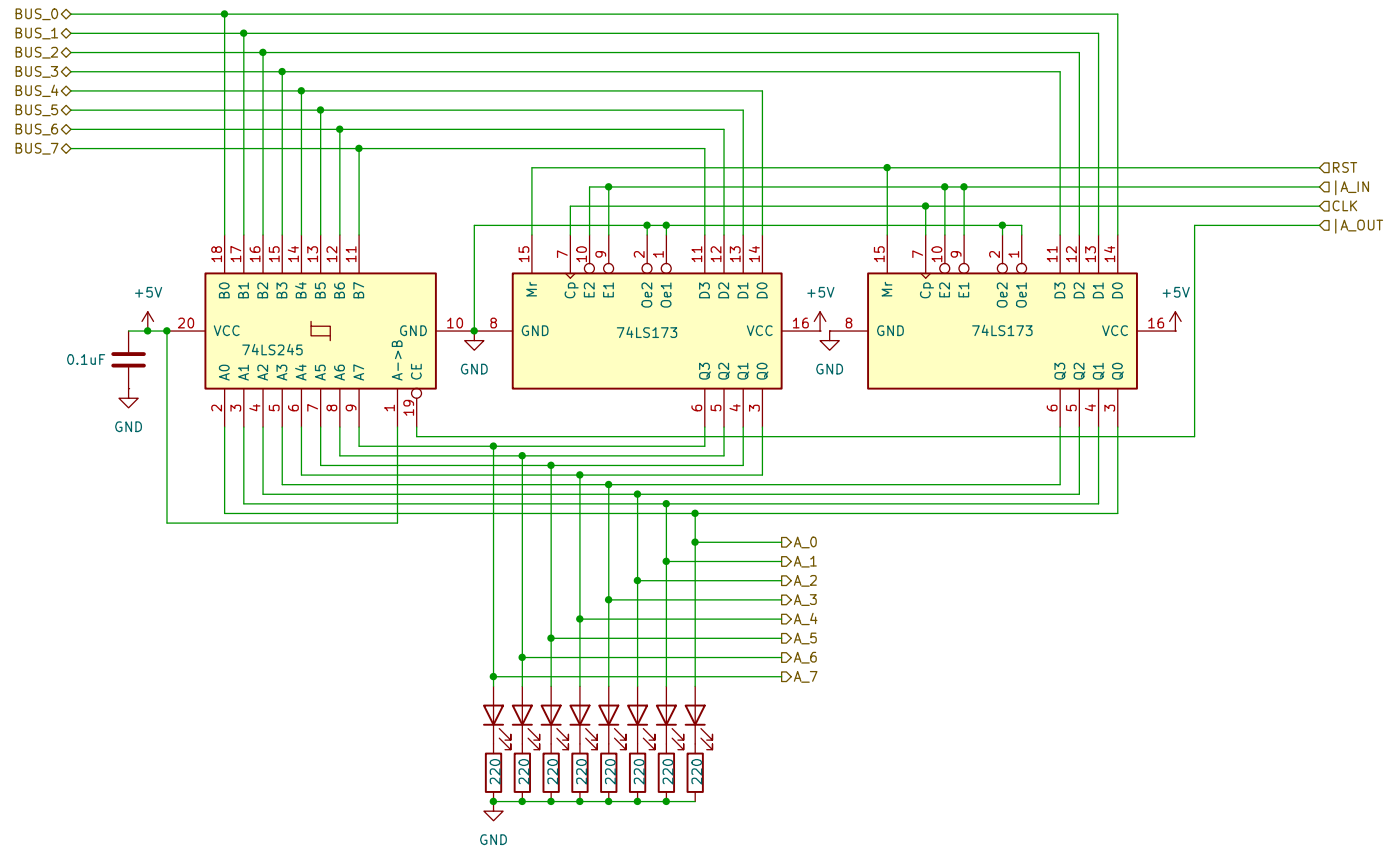 BUS_0
BUS_1
BUS_2
BUS_3
BUS_4
BUS_5
BUS_6
BUS_7
RST
|A_IN
CLK
|A_OUT
18 17 16 15 14 13 12 11
B0 B1 B2 B3 B4 B5 B6 B7
+5V
20 VCC
GND 10
74LS245
0.1uF
GND
A0 A1 A2 A3 A4 A5 A6 A7 A->B CE
2 3 4 5 6 7 8 9 1 19
GND
15 7 10 9 2 1 11 12 13 14
Mr Cp E2 E1 Oe2 Oe1 D3 D2 D1 D0
8 GND
74LS173
VCC 16
+5V
Q3 Q2 Q1 Q0
6 5 4 3
GND
15 7 10 9 2 1 11 12 13 14
Mr Cp E2 E1 Oe2 Oe1 D3 D2 D1 D0
8 GND
74LS173
VCC 16
+5V
Q3 Q2 Q1 Q0
6 5 4 3
A_0
A_1
A_2
A_3
A_4
A_5
A_6
A_7
220 220 220 220 220 220 220 220
GND